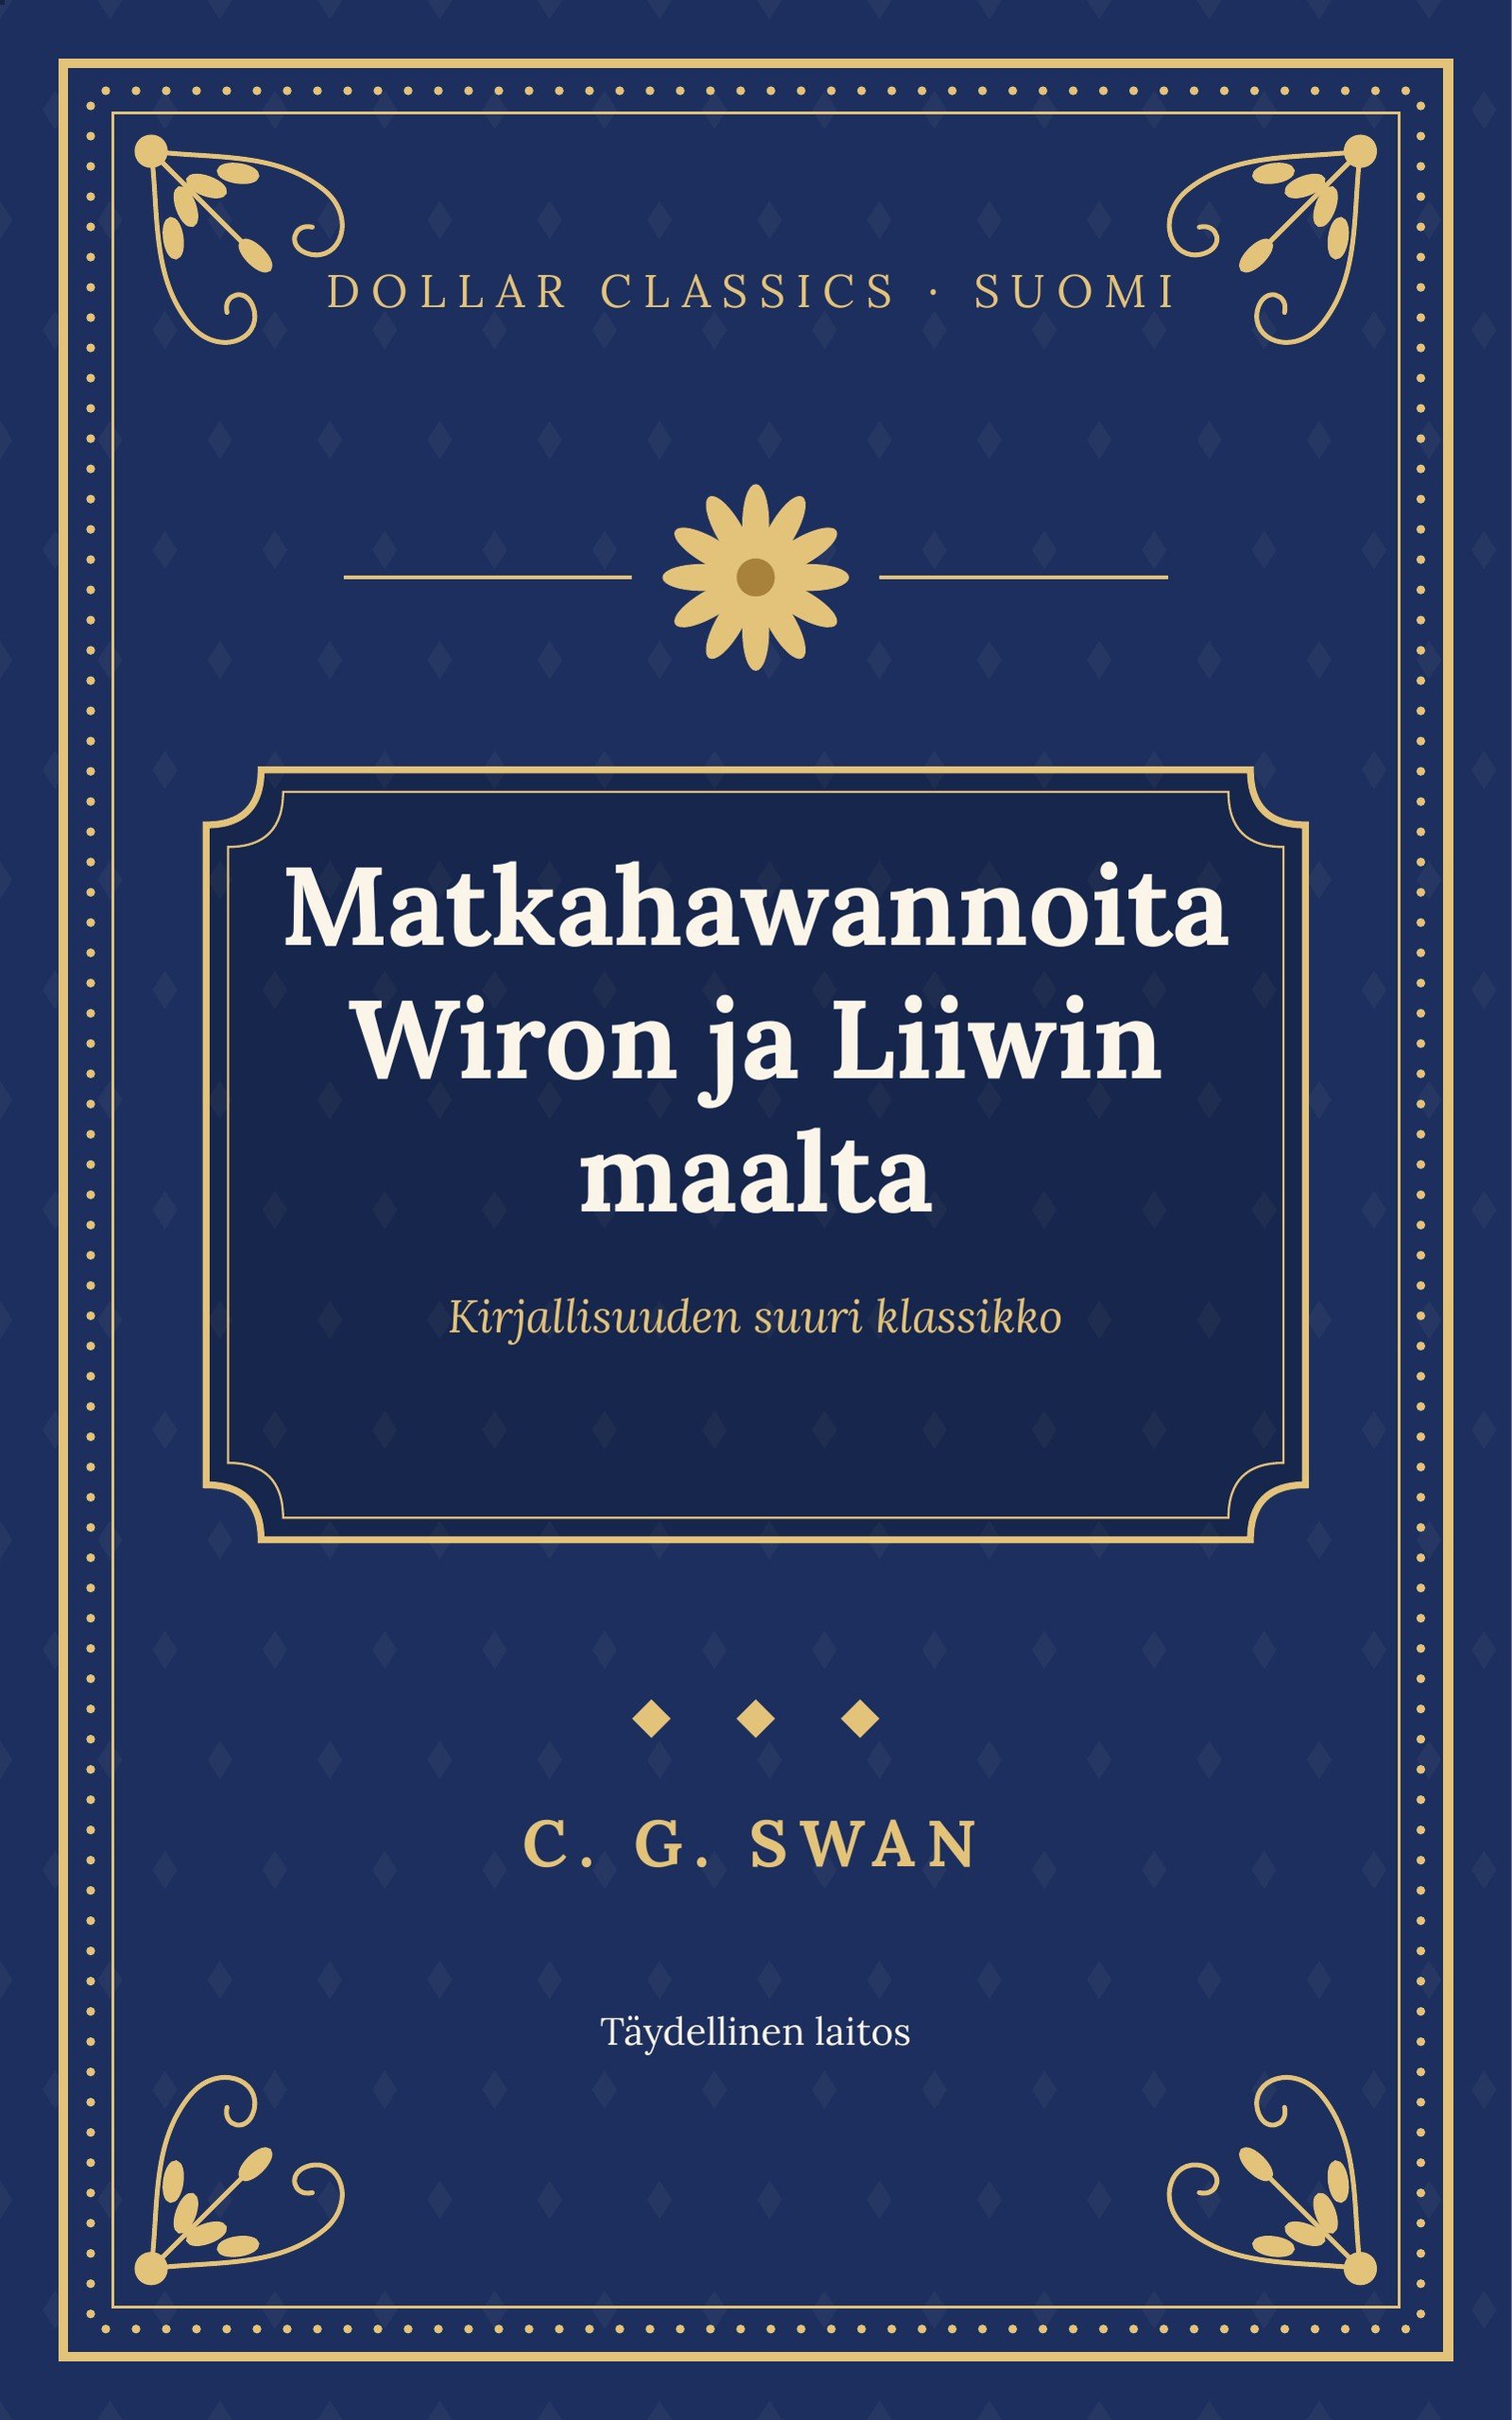 DOLLAR CLASSICS · SUOMI
Matkahawannoita
Wiron ja Liiwin
maalta
Kirjallisuuden suuri klassikko
C. G. SWAN
Täydellinen laitos